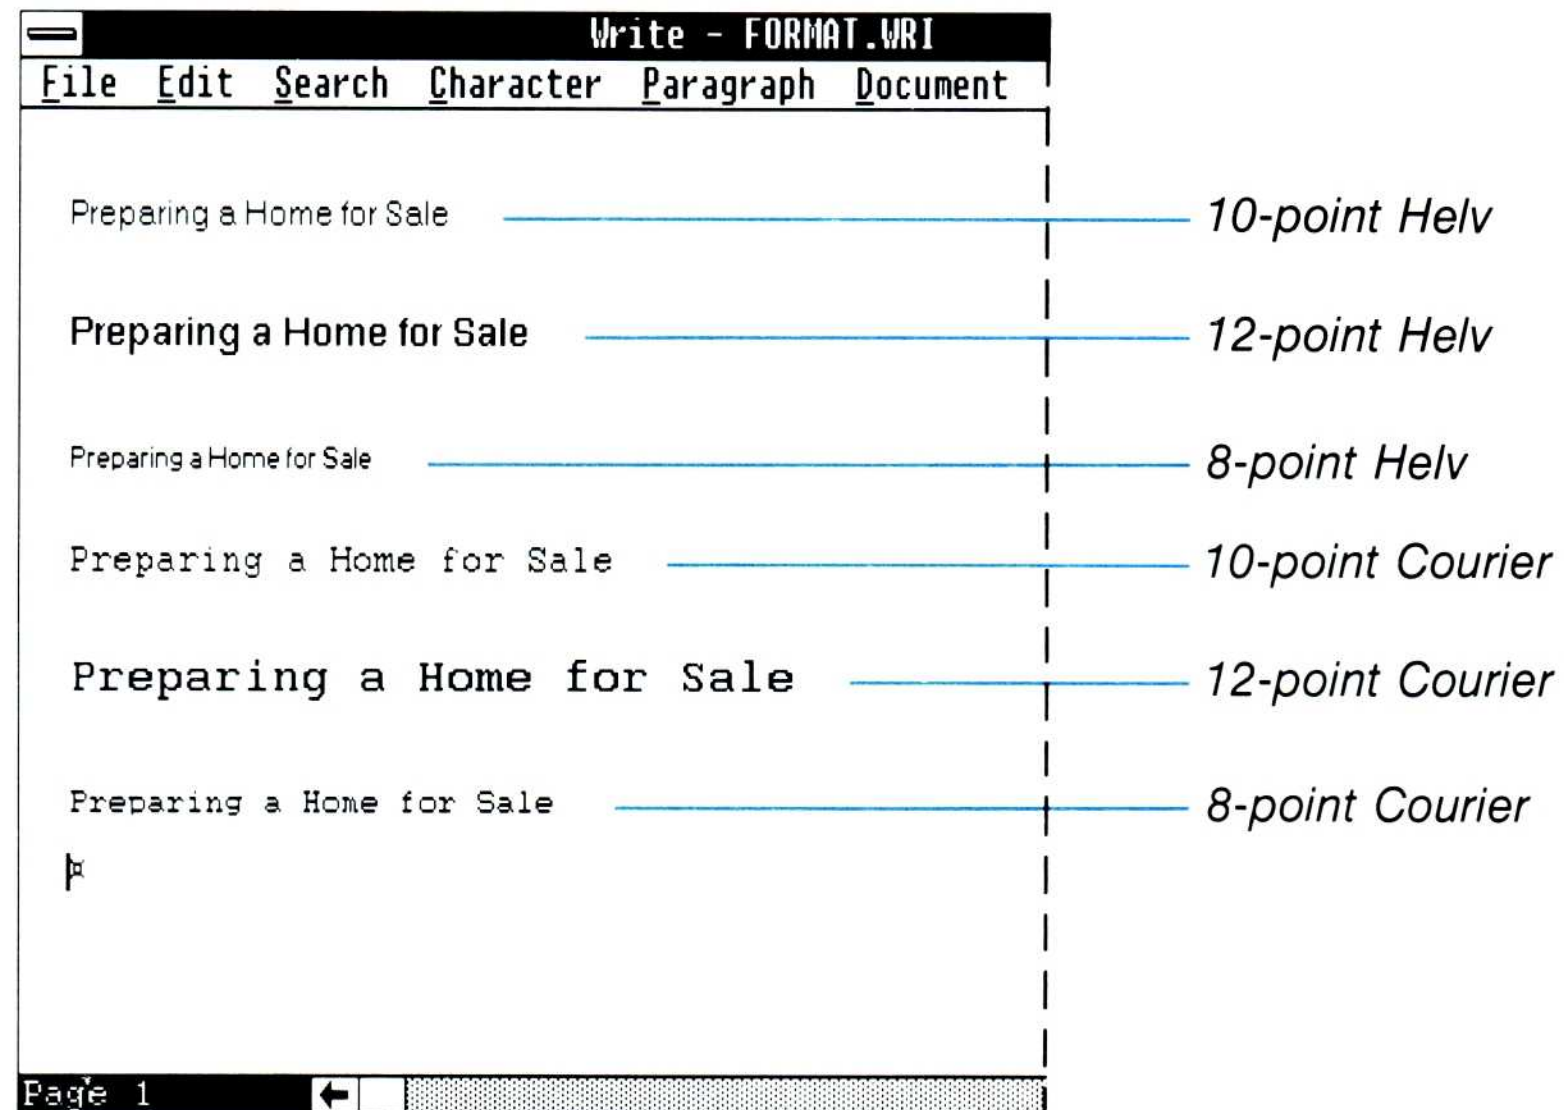 Write - FORMAT.WRI
File Edit Search Character Paragraph Document
Preparing a Home for Sale 10-point Helv
Preparing a Home for Sale 12-point Helv
Preparing a Home for Sale 8-point Helv
Preparing a Home for Sale 10-point Courier
Preparing a Home for Sale 12-point Courier
Preparing a Home for Sale 8-point Courier
¤
Page 1